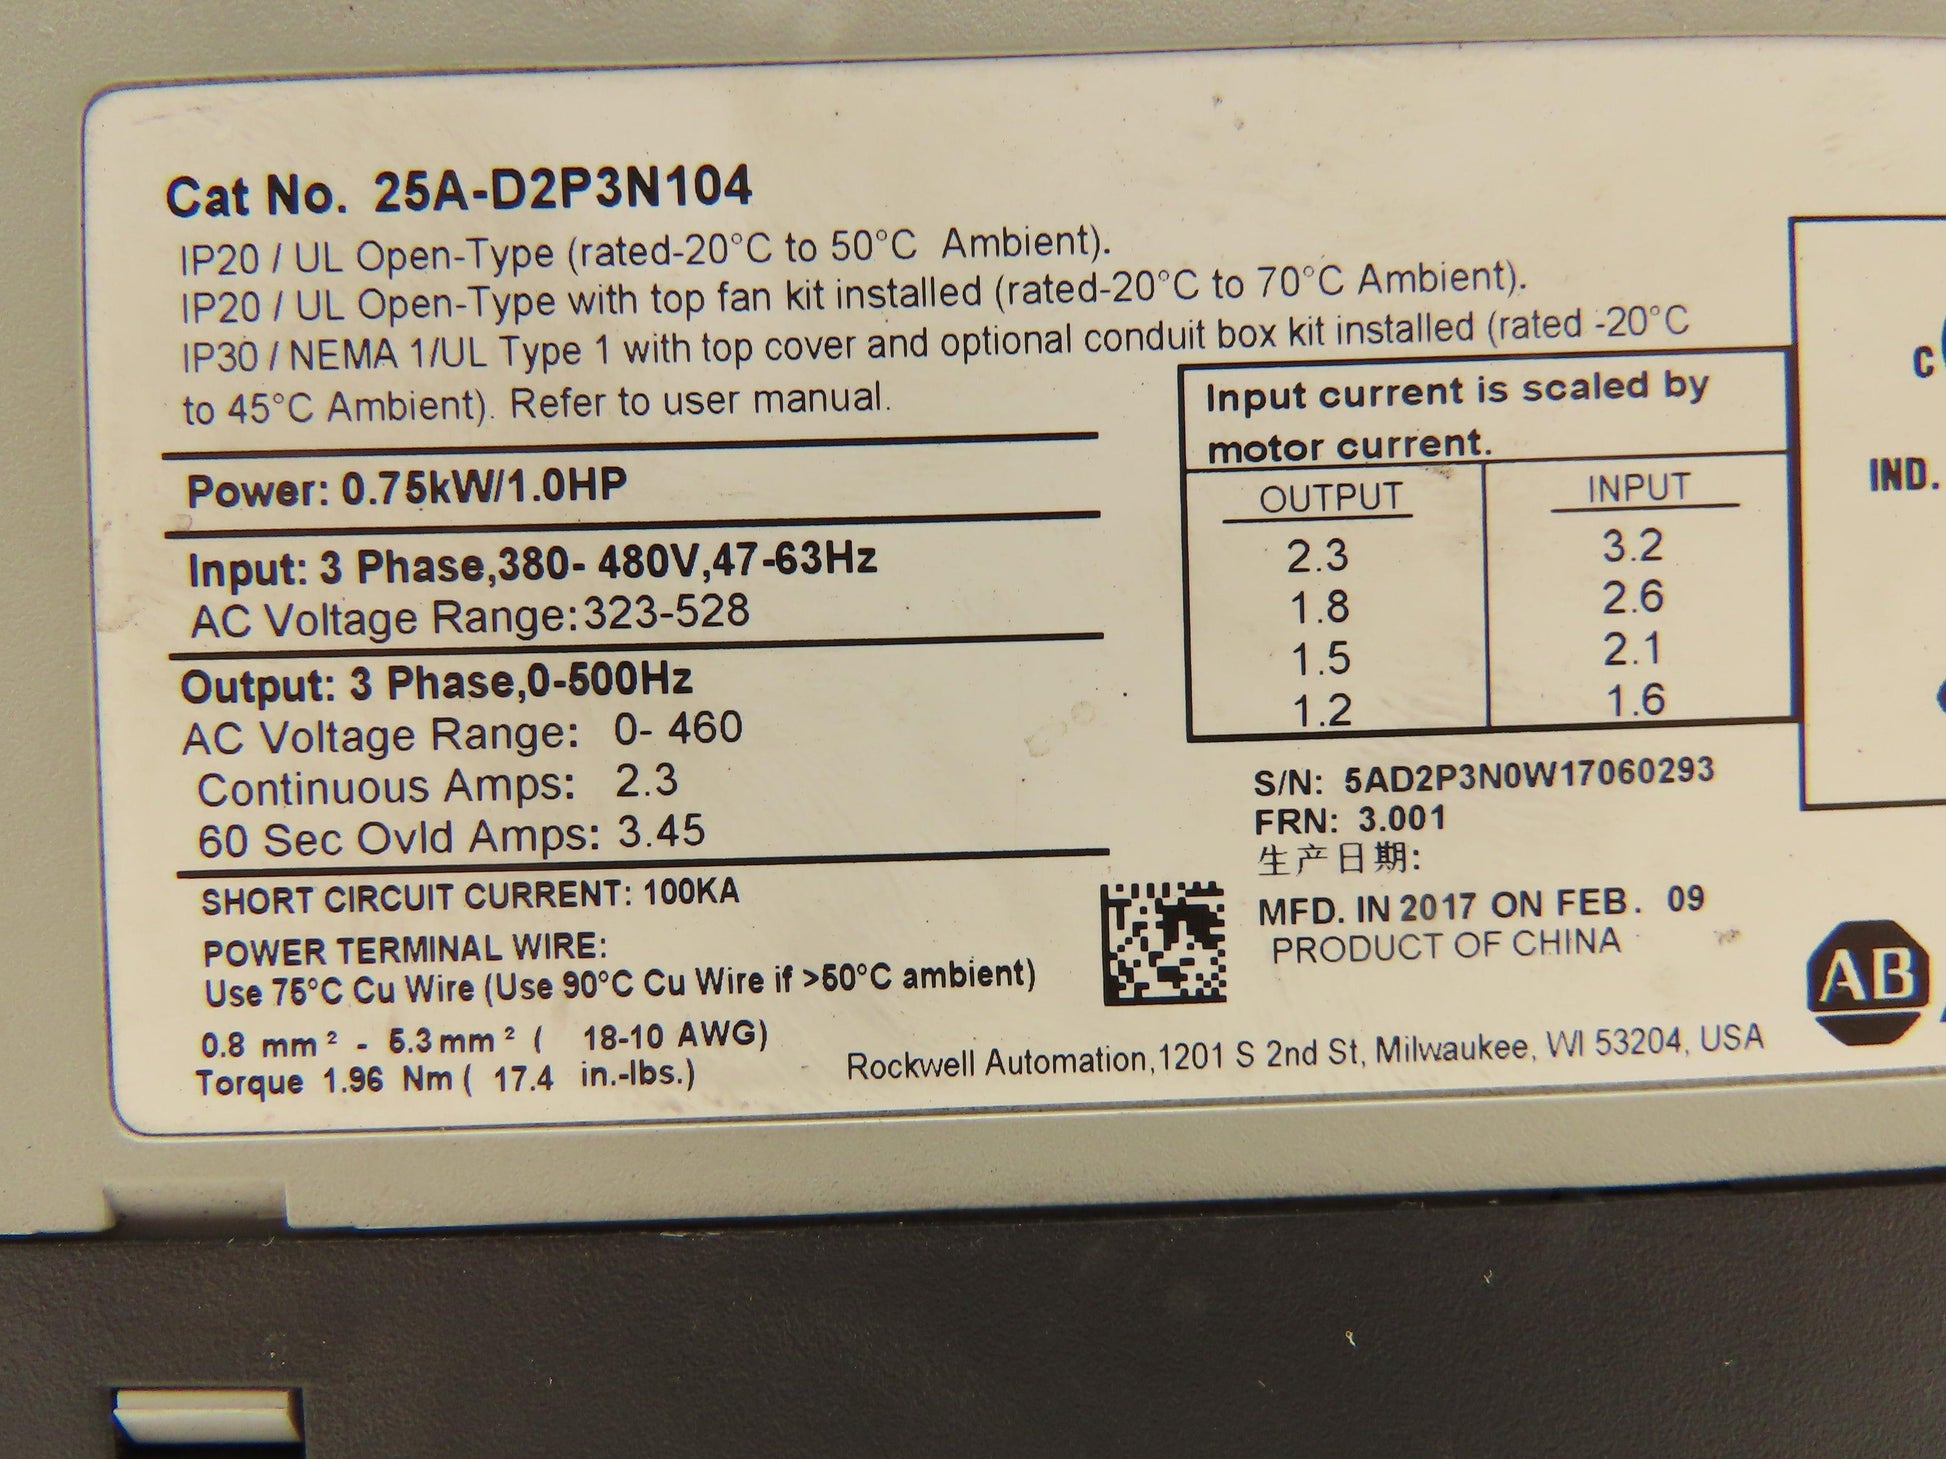 Cat No. 25A-D2P3N104
IP20 / UL Open-Type (rated-20°C to 50°C Ambient).
IP20 / UL Open-Type with top fan kit installed (rated-20°C to 70°C Ambient).
IP30 / NEMA 1/UL Type 1 with top cover and optional conduit box kit installed (rated -20°C
to 45°C Ambient). Refer to user manual.
Power: 0.75kW/1.0HP
Input: 3 Phase,380- 480V,47-63Hz
AC Voltage Range:323-528
Output: 3 Phase,0-500Hz
AC Voltage Range: 0- 460
Continuous Amps: 2.3
60 Sec Ovld Amps: 3.45
SHORT CIRCUIT CURRENT: 100KA
POWER TERMINAL WIRE:
Use 75°C Cu Wire (Use 90°C Cu Wire if >50°C ambient)
0.8 mm² - 5.3 mm² ( 18-10 AWG)
Torque 1.96 Nm ( 17.4 in.-lbs.)
Input current is scaled by
motor current.
OUTPUT INPUT
2.3 3.2
1.8 2.6
1.5 2.1
1.2 1.6
S/N: 5AD2P3N0W17060293
FRN: 3.001
生产日期:
MFD. IN 2017 ON FEB. 09
PRODUCT OF CHINA
Rockwell Automation,1201 S 2nd St, Milwaukee, WI 53204, USA
C
IND.
AB